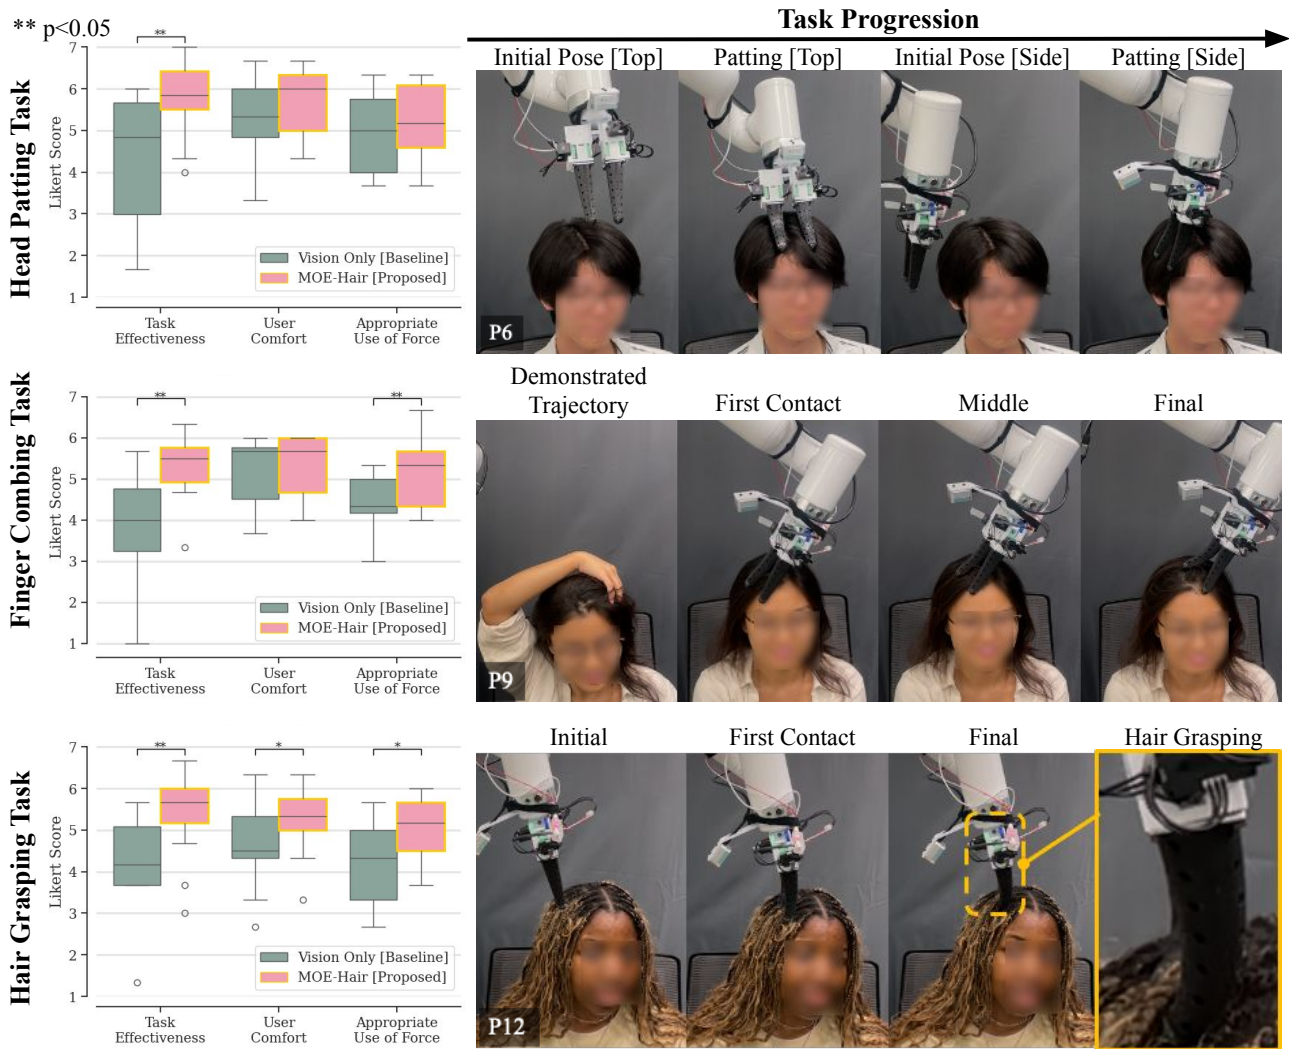 ** p<0.05
Task Progression
Head Patting Task
Likert Score
7
6
5
4
3
2
1
**
Vision Only [Baseline]
MOE-Hair [Proposed]
Task
Effectiveness
User
Comfort
Appropriate
Use of Force
Initial Pose [Top]
Patting [Top]
Initial Pose [Side]
Patting [Side]
P6
Finger Combing Task
Likert Score
7
6
5
4
3
2
1
**
**
Vision Only [Baseline]
MOE-Hair [Proposed]
Task
Effectiveness
User
Comfort
Appropriate
Use of Force
Demonstrated
Trajectory
First Contact
Middle
Final
P9
Hair Grasping Task
Likert Score
7
6
5
4
3
2
1
**
*
*
Vision Only [Baseline]
MOE-Hair [Proposed]
Task
Effectiveness
User
Comfort
Appropriate
Use of Force
Initial
First Contact
Final
Hair Grasping
P12